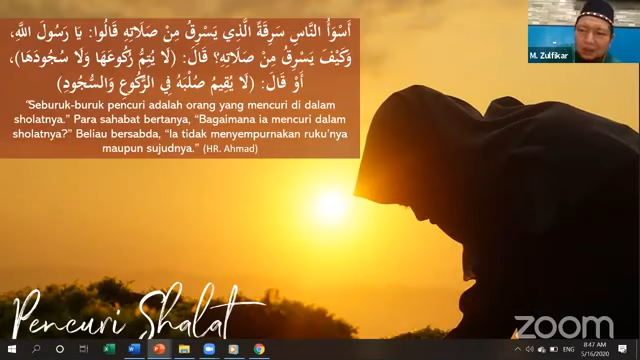 أَسْوَأُ النَّاسِ سَرِقَةً الَّذِي يَسْرِقُ مِنْ صَلَاتِهِ قَالُوا: يَا رَسُولَ اللَّهِ،
وَكَيْفَ يَسْرِقُ مِنْ صَلَاتِهِ؟ قَالَ: (لَا يُتِمُّ رُكُوعَهَا وَلَا سُجُودَهَا)،
أَوْ قَالَ: (لَا يُقِيمُ صُلْبَهُ فِي الرُّكُوعِ وَالسُّجُودِ)
“Seburuk-buruk pencuri adalah orang yang mencuri di dalam
sholatnya.” Para sahabat bertanya, “Bagaimana ia mencuri dalam
sholatnya?” Beliau bersabda, “Ia tidak menyempurnakan ruku’nya
maupun sujudnya.” (HR. Ahmad)
M. Zulfikar
Pencuri Shalat
zoom
ENG
8:47 AM
5/16/2020